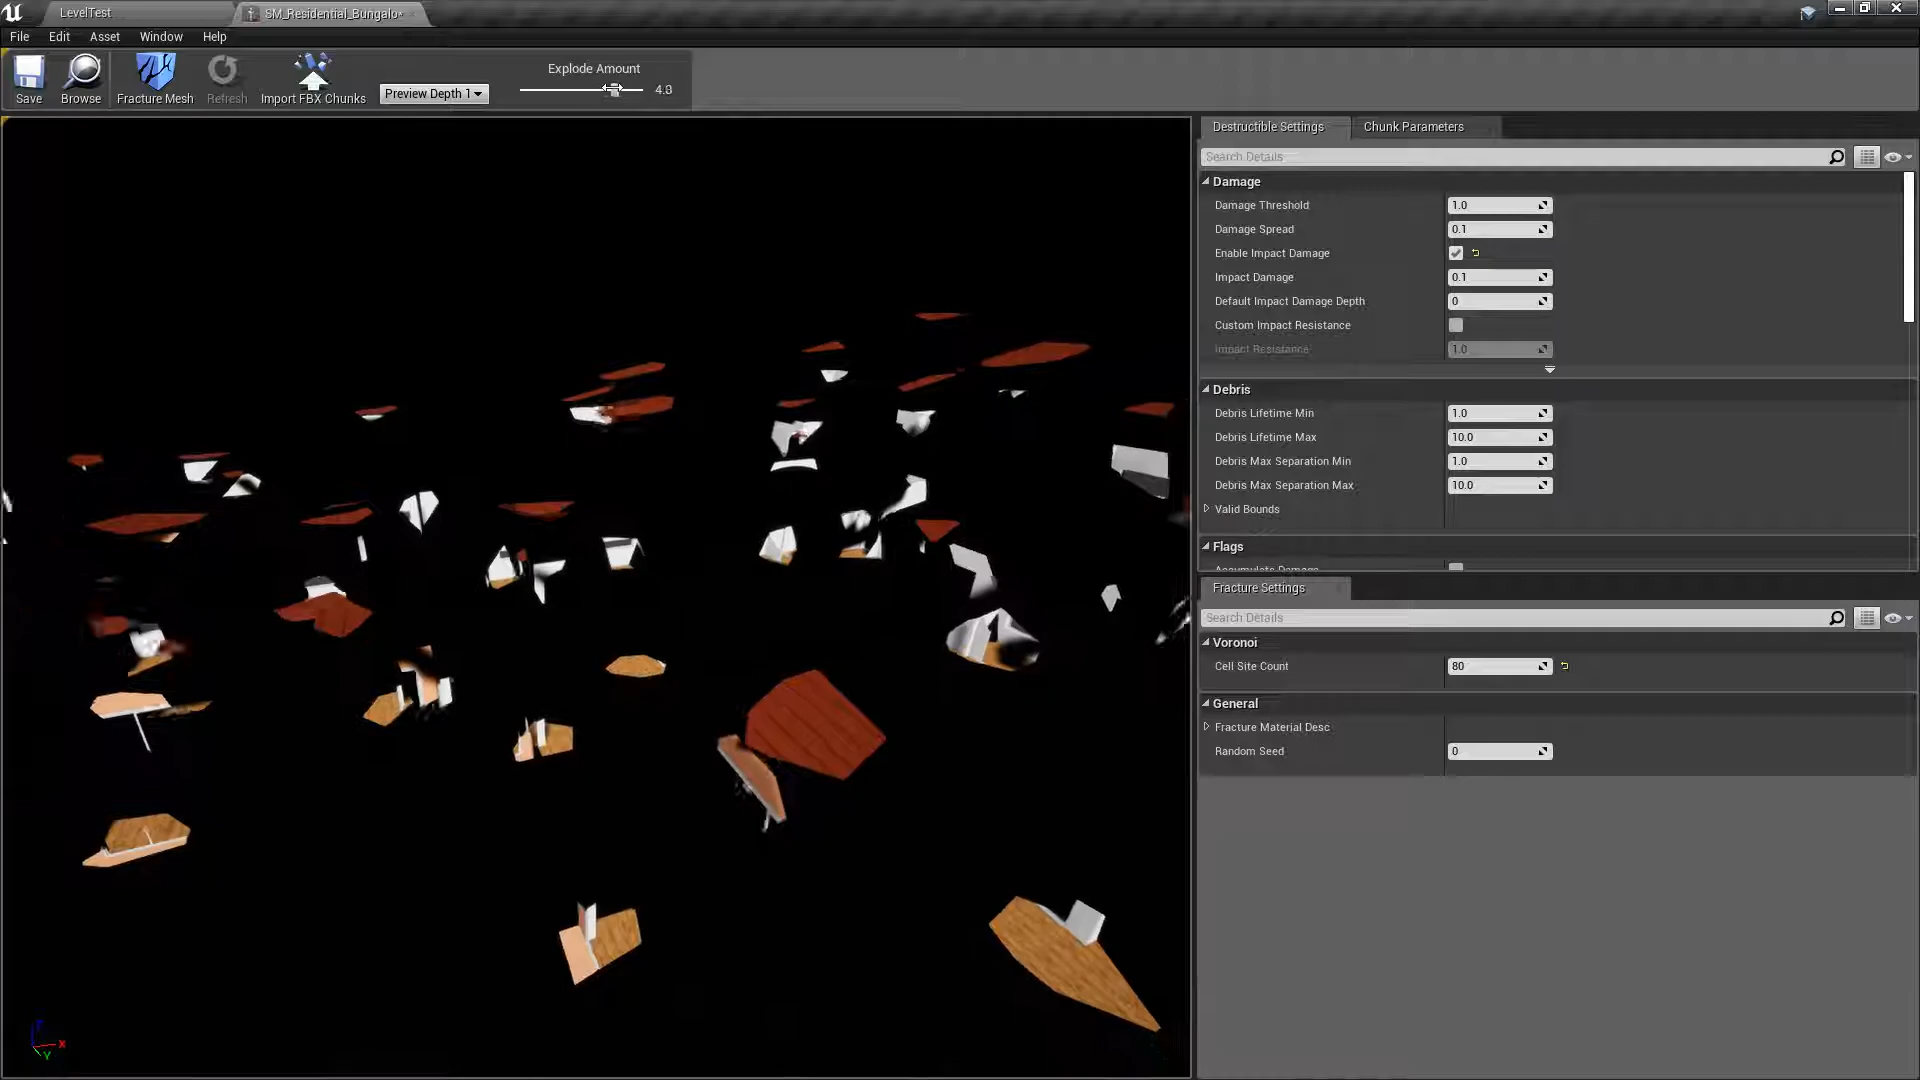 LevelTest
SM_Residential_Bungalo*
File Edit Asset Window Help
Save
Browse
Fracture Mesh
Refresh
Import FBX Chunks
Preview Depth 1
Explode Amount
4.8
Destructible Settings
Chunk Parameters
Search Details
Damage
Damage Threshold 1.0
Damage Spread 0.1
Enable Impact Damage
Impact Damage 0.1
Default Impact Damage Depth 0
Custom Impact Resistance
Impact Resistance 1.0
Debris
Debris Lifetime Min 1.0
Debris Lifetime Max 10.0
Debris Max Separation Min 1.0
Debris Max Separation Max 10.0
Valid Bounds
Flags
Accumulate Damage
Fracture Settings
Search Details
Voronoi
Cell Site Count 80
General
Fracture Material Desc
Random Seed 0
X
Y